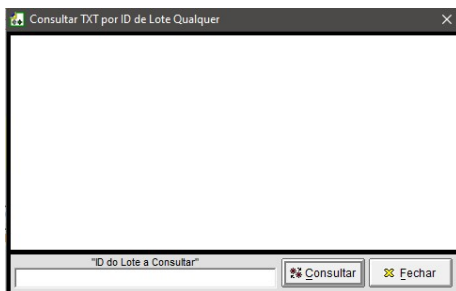 Consultar TXT por ID de Lote Qualquer
"ID do Lote a Consultar"
Consultar
Fechar